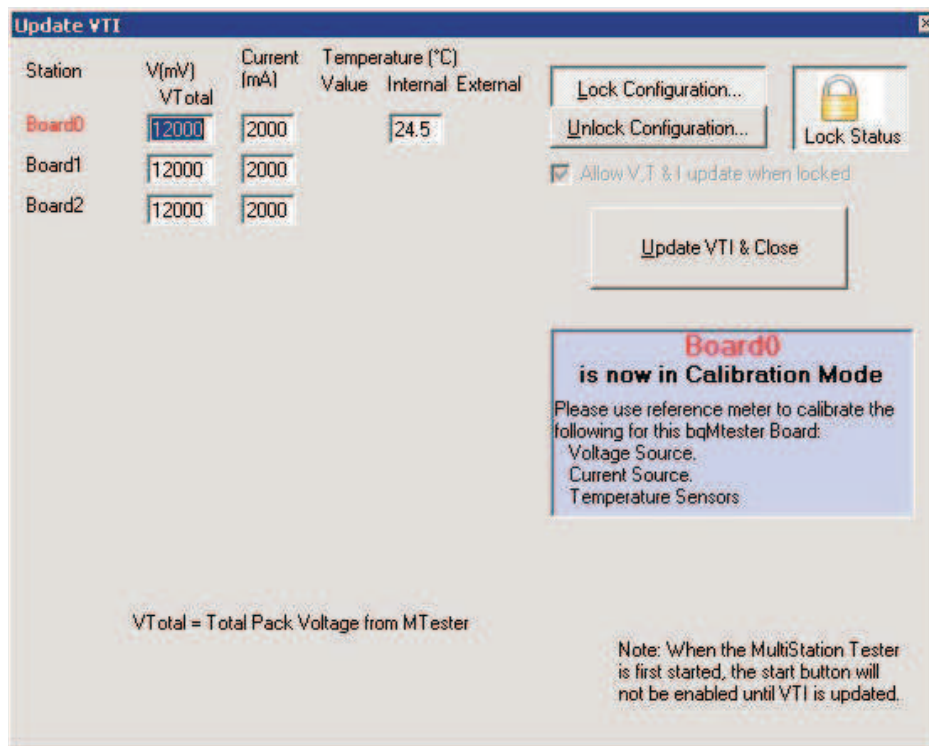 Update VTI
Station
V(mV)
VTotal
Current
(mA)
Temperature (°C)
Value Internal External
Board0 12000 2000 24.5
Board1 12000 2000
Board2 12000 2000
Lock Configuration...
Unlock Configuration...
Lock Status
Allow V,T & I update when locked
Update VTI & Close
Board0
is now in Calibration Mode
Please use reference meter to calibrate the
following for this bqMtester Board:
Voltage Source.
Current Source.
Temperature Sensors
VTotal = Total Pack Voltage from MTester
Note: When the MultiStation Tester
is first started, the start button will
not be enabled until VTI is updated.